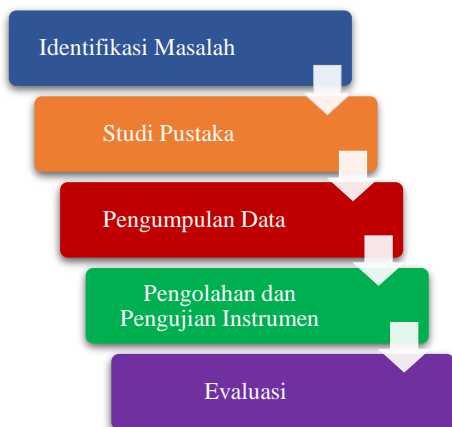 Identifikasi Masalah
Studi Pustaka
Pengumpulan Data
Pengolahan dan
Pengujian Instrumen
Evaluasi